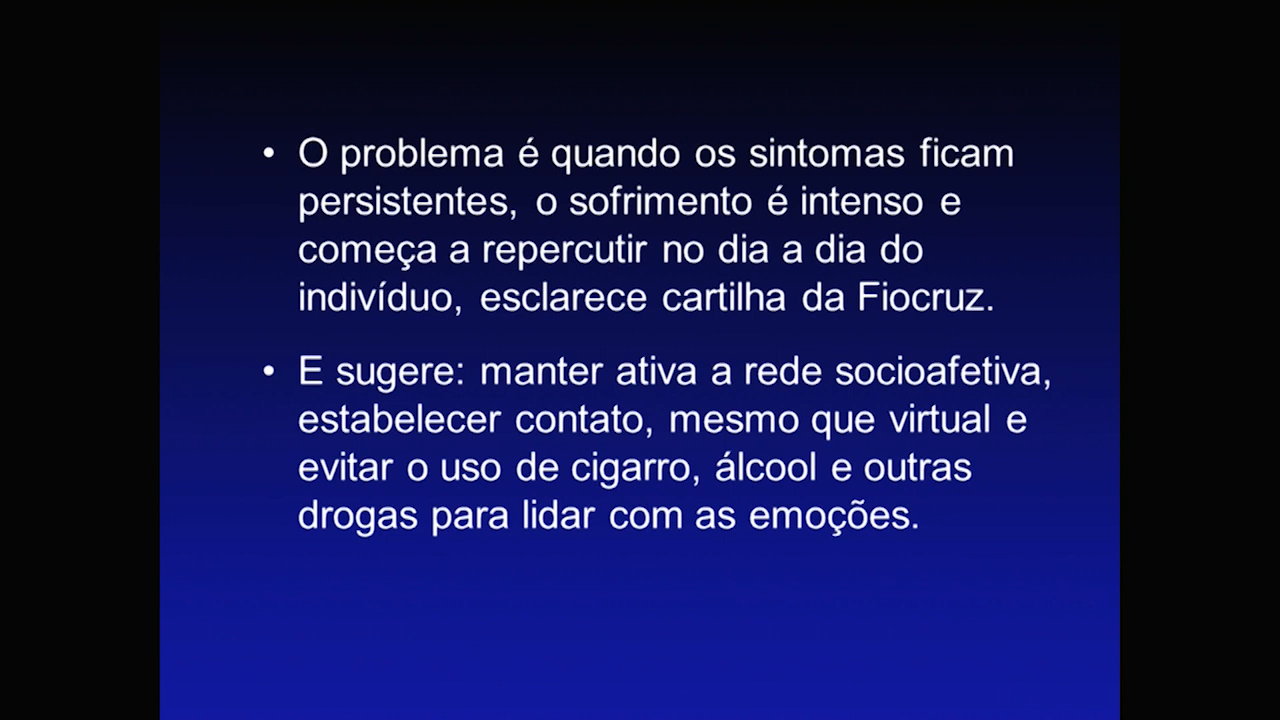 • O problema é quando os sintomas ficam
persistentes, o sofrimento é intenso e
começa a repercutir no dia a dia do
indivíduo, esclarece cartilha da Fiocruz.
• E sugere: manter ativa a rede socioafetiva,
estabelecer contato, mesmo que virtual e
evitar o uso de cigarro, álcool e outras
drogas para lidar com as emoções.